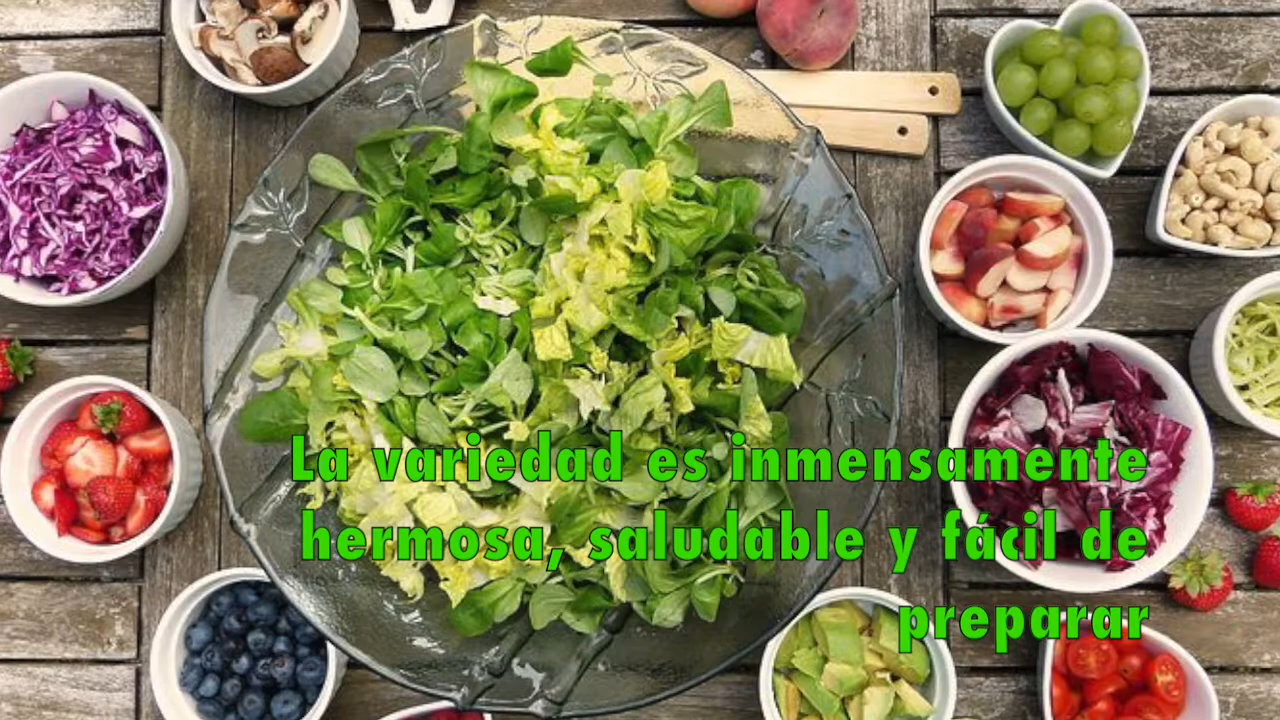 La variedad es inmensamente
hermosa, saludable y fácil de
preparar